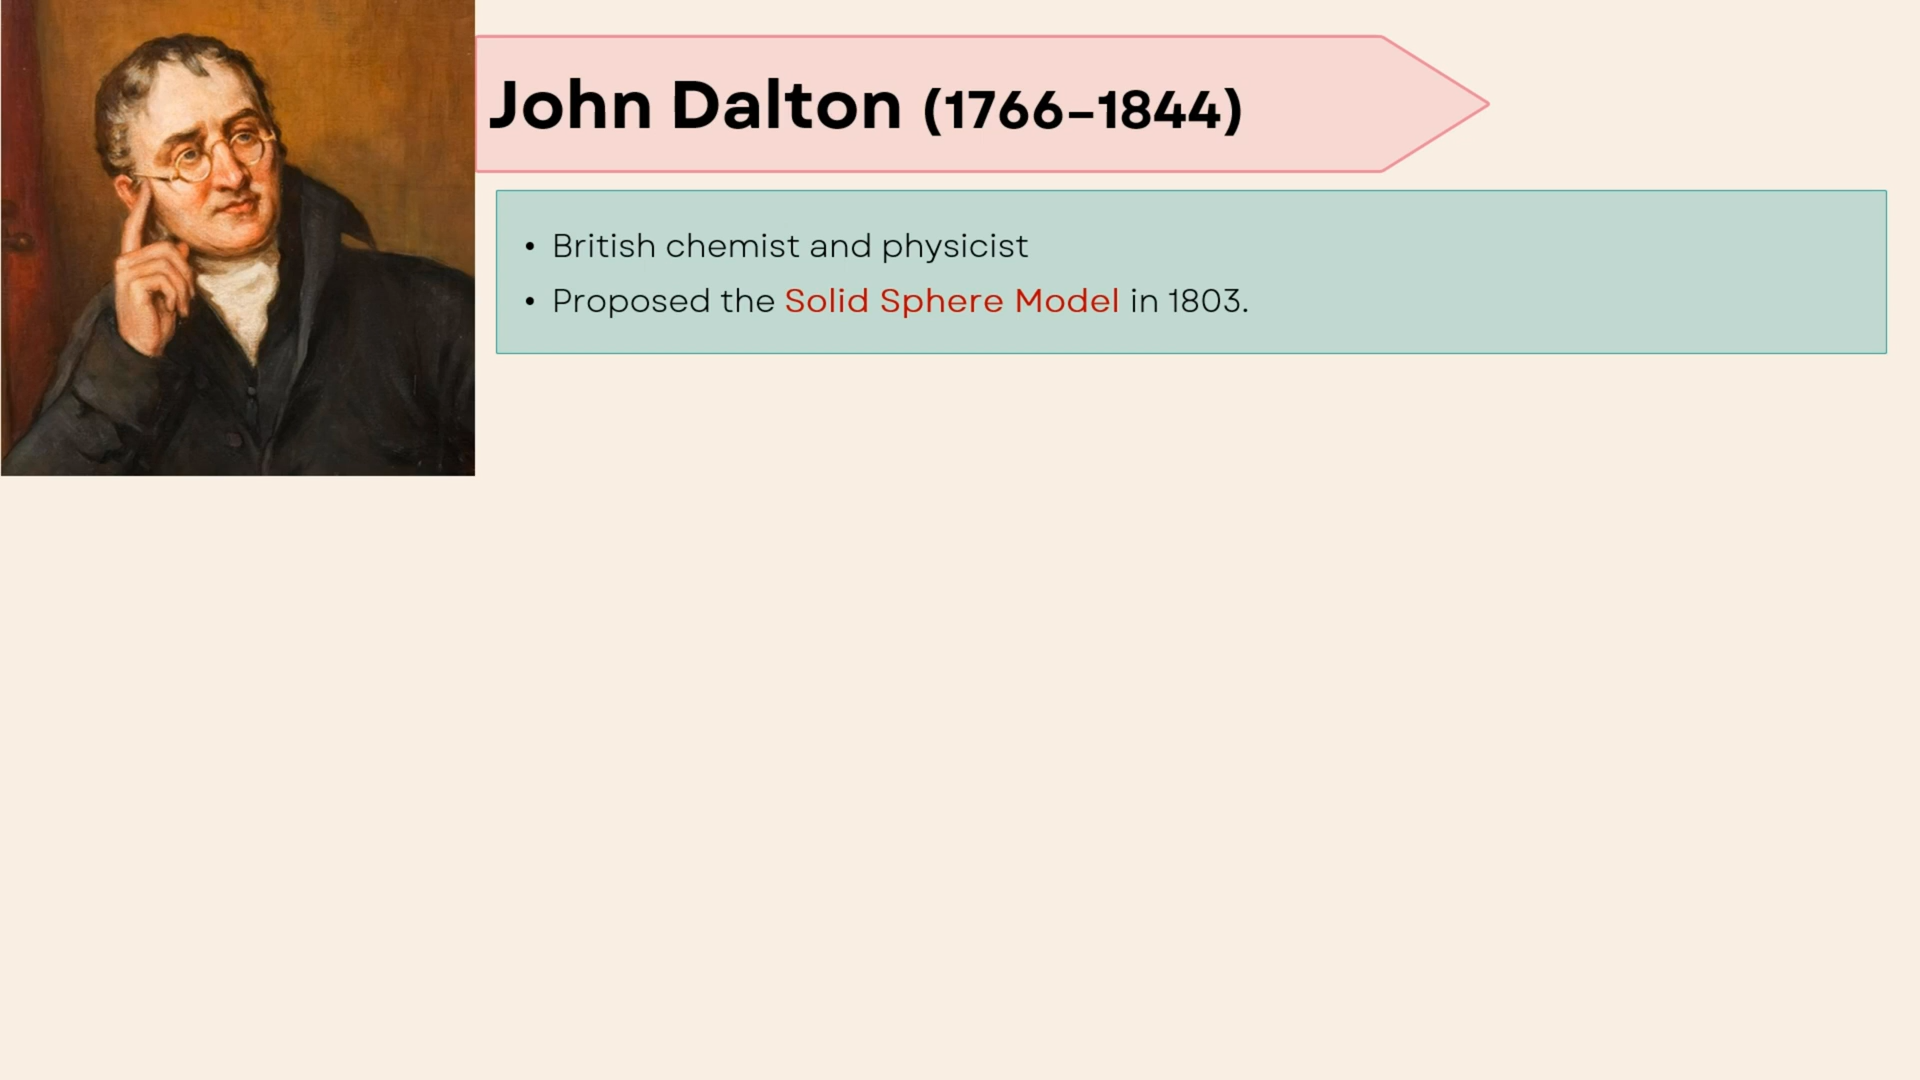 John Dalton (1766–1844)
• British chemist and physicist
• Proposed the Solid Sphere Model in 1803.